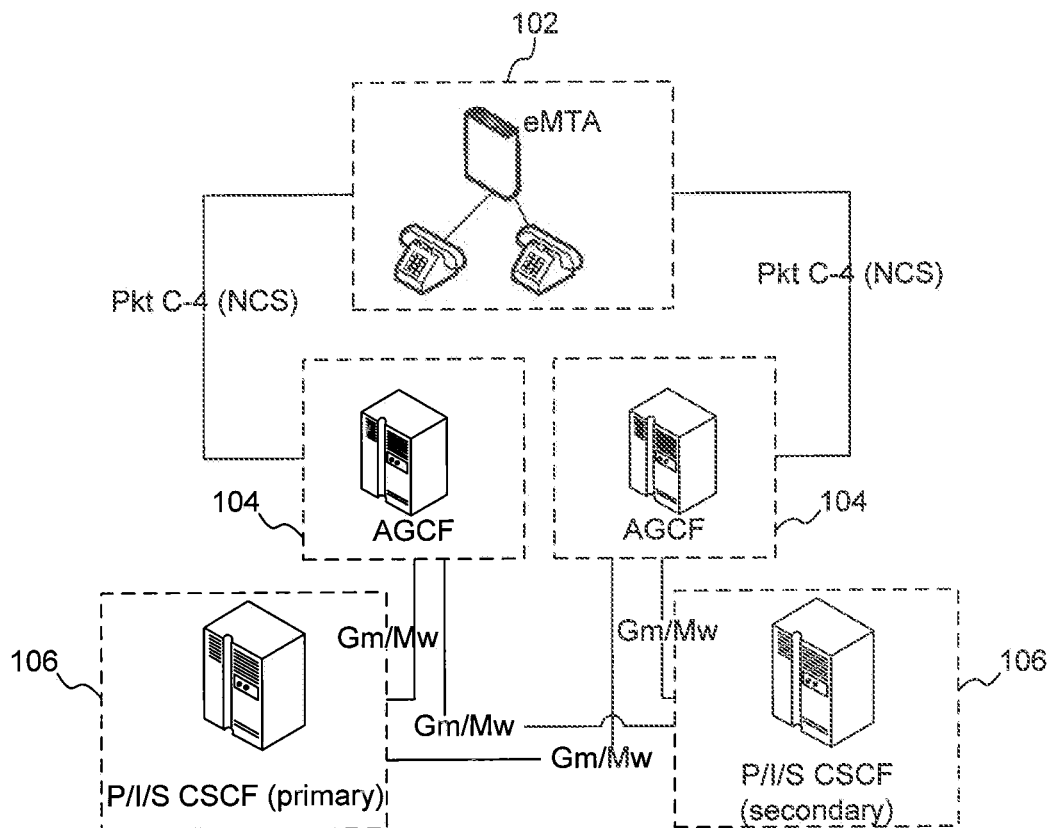 102
eMTA
Pkt C-4 (NCS)
Pkt C-4 (NCS)
104
AGCF
AGCF
104
106
Gm/Mw
Gm/Mw
106
Gm/Mw
Gm/Mw
P/I/S CSCF (primary)
P/I/S CSCF
(secondary)